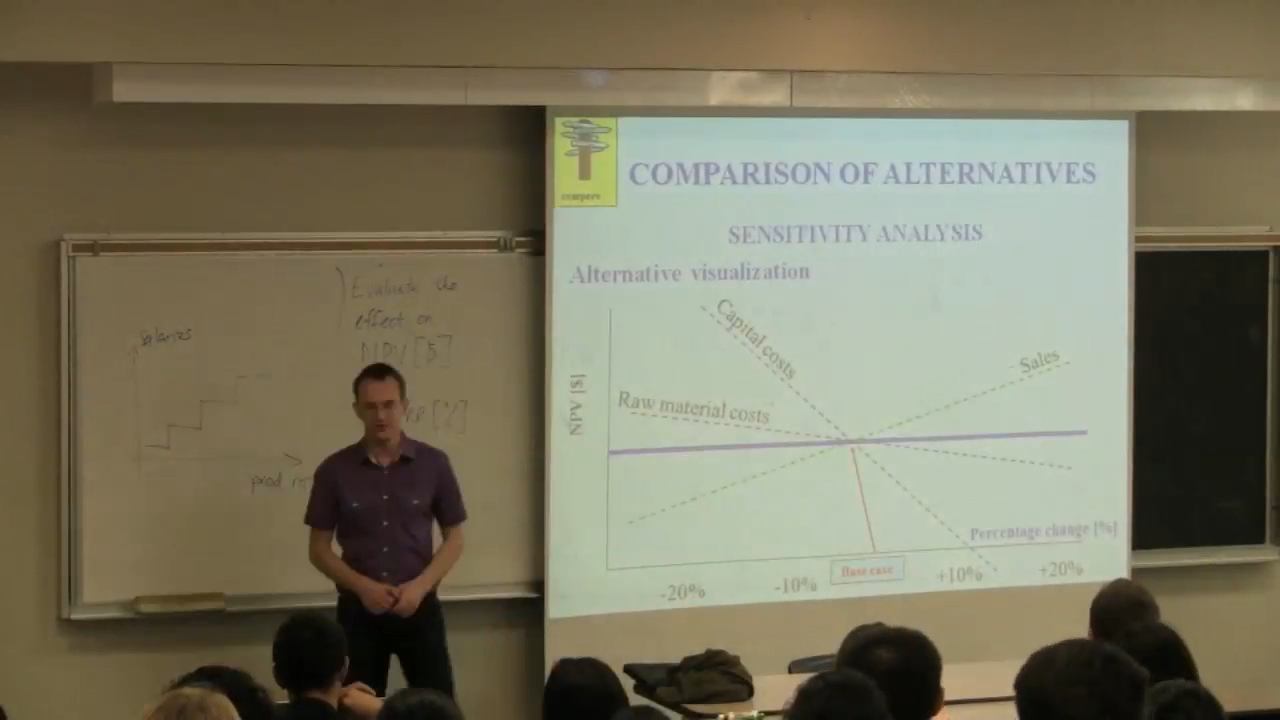 compare
COMPARISON OF ALTERNATIVES
SENSITIVITY ANALYSIS
Alternative visualization
Capital costs
Sales
Raw material costs
NPV [$]
Percentage change [%]
Base case
-20%
-10%
+10%
+20%
Evaluate the
effect on
NPV [$]
[%]
Salaries
prod